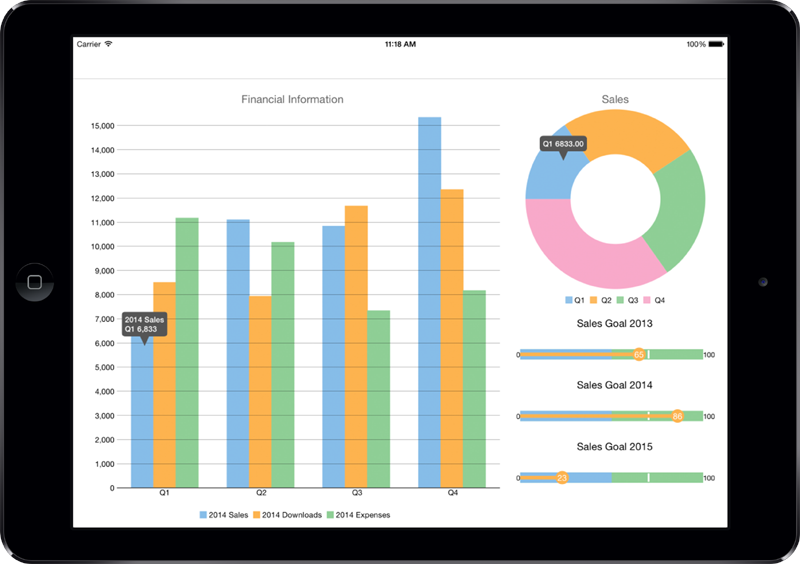 Carrier
11:18 AM
100%
Financial Information
15,000
14,000
13,000
12,000
11,000
10,000
9,000
8,000
7,000
6,000
5,000
4,000
3,000
2,000
1,000
0
2014 Sales
Q1 6,833
Q1
Q2
Q3
Q4
2014 Sales
2014 Downloads
2014 Expenses
Sales
Q1 6833.00
Q1
Q2
Q3
Q4
Sales Goal 2013
0
65
100
Sales Goal 2014
0
86
100
Sales Goal 2015
0
23
100